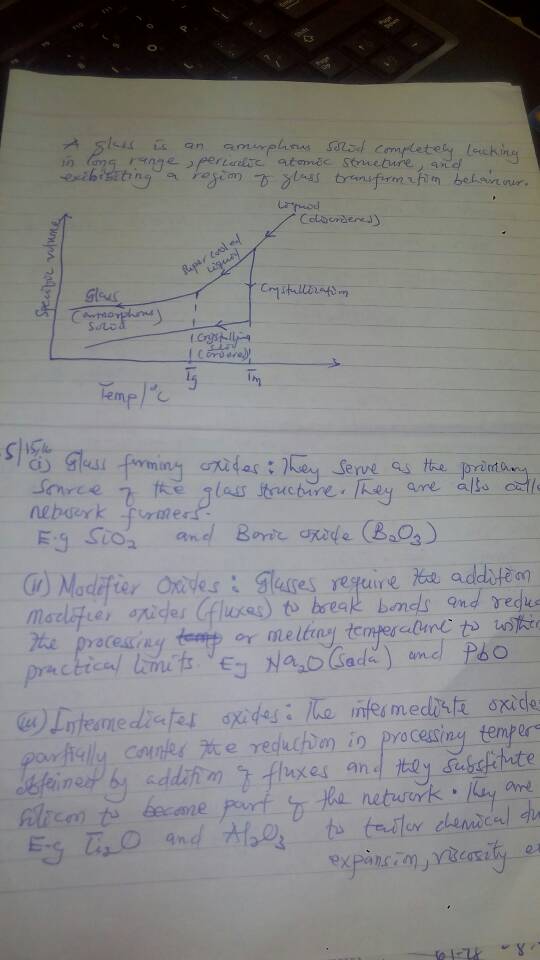 A glass is an amorphous solid completely lacking
in long range, periodic atomic structure, and
exibisiting a region of glass transformation behaviour.
Liquid
(disordered)
Super cooled
Liquid
Specific volume
Crystallization
Glass
(amorphous)
solid
Crystalline
solid
(ordered)
Tg
Tm
Temp/°C
5/15,16
(i) Glass forming oxides: They serve as the primary
source of the glass structure. They are also
network formers.
E.g SiO2 and Boric oxide (B2O3)
(ii) Modifier Oxides: Glasses require the addition
modifier oxides (fluxes) to break bonds and
the processing temp or melting temperature to
practical limits. Eg Na2O (soda) and PbO
(iii) Intermediates oxides: The intermediate
partially counter the reduction in processing
obtained by addition of fluxes and they substitute
silicon to become part of the network. They are
E.g Ti2O and Al2O3 to tailor chemical
expansion, viscosity